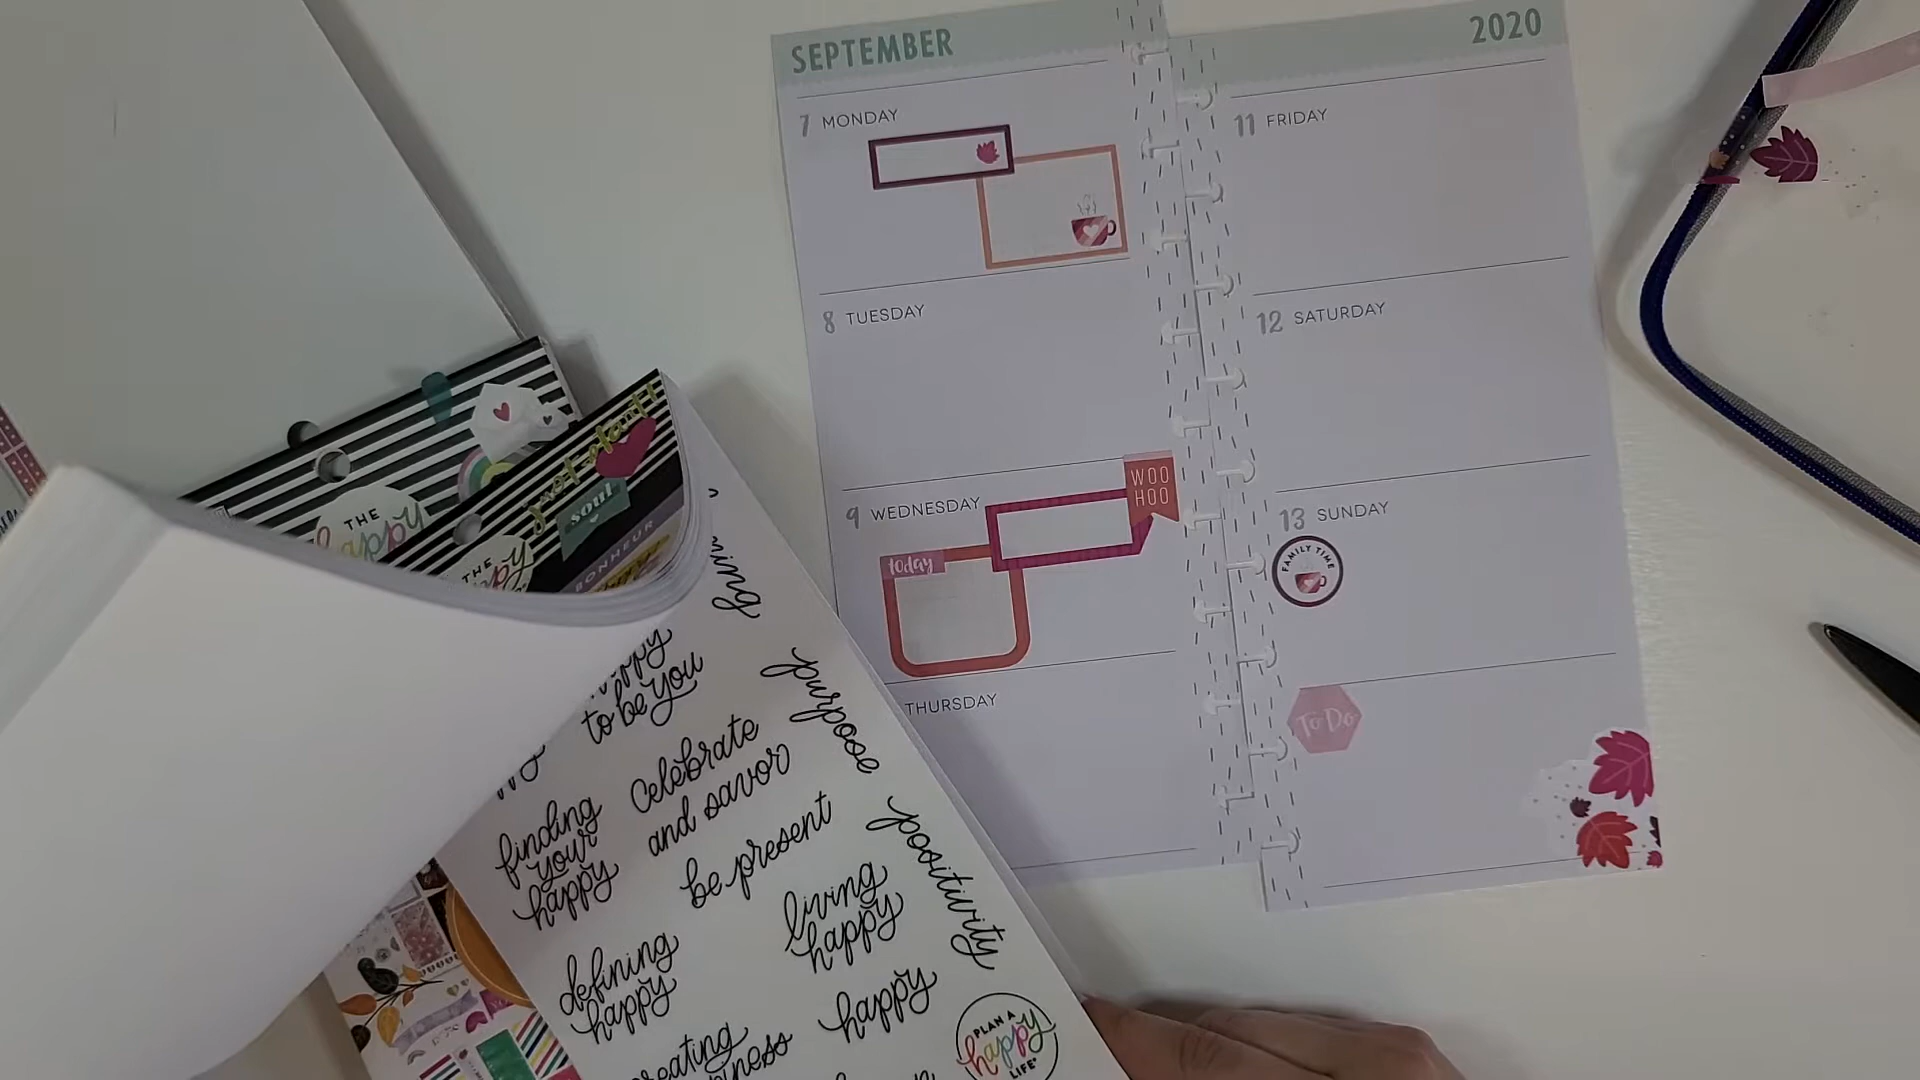 SEPTEMBER
2020
7 MONDAY
8 TUESDAY
9 WEDNESDAY
WOO
HOO
today
THURSDAY
11 FRIDAY
12 SATURDAY
13 SUNDAY
FAMILY TIME
To Do
THE
happy
soul
BONHEUR
THE
to be you
purpose
celebrate
and savor
finding
your
happy
be present
positivity
living
happy
defining
happy
happy
PLAN A
happy
LIFE